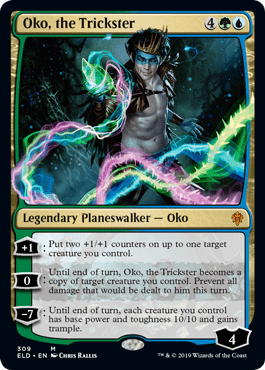 Oko, the Trickster 4
Legendary Planeswalker — Oko
+1 : Put two +1/+1 counters on up to one target
creature you control.
0 : Until end of turn, Oko, the Trickster becomes a
copy of target creature you control. Prevent all
damage that would be dealt to him this turn.
−7 : Until end of turn, each creature you control
has base power and toughness 10/10 and gains
trample.
4
309 M
ELD • EN Chris Rallis
™ & © 2019 Wizards of the Coast